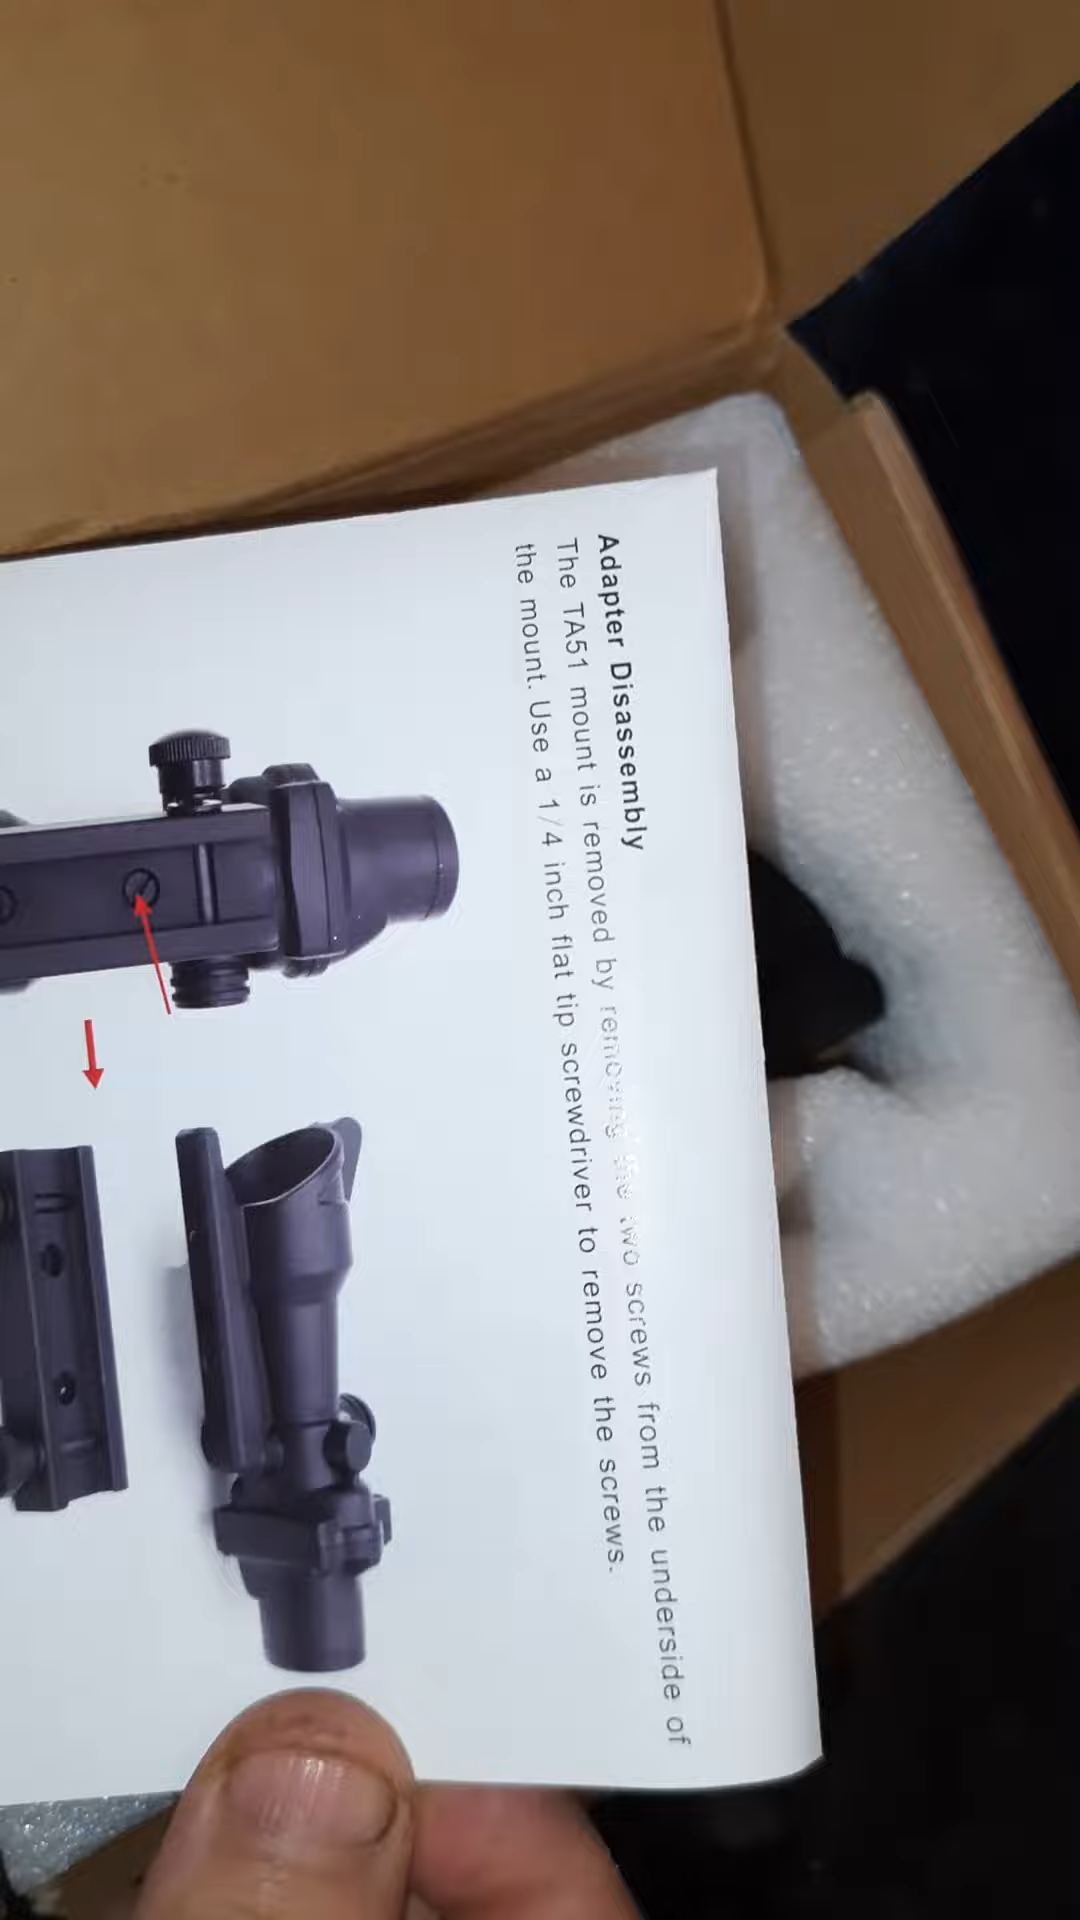 Adapter Disassembly
The TA51 mount is removed by removing the two screws from the underside of
the mount. Use a 1/4 inch flat tip screwdriver to remove the screws.